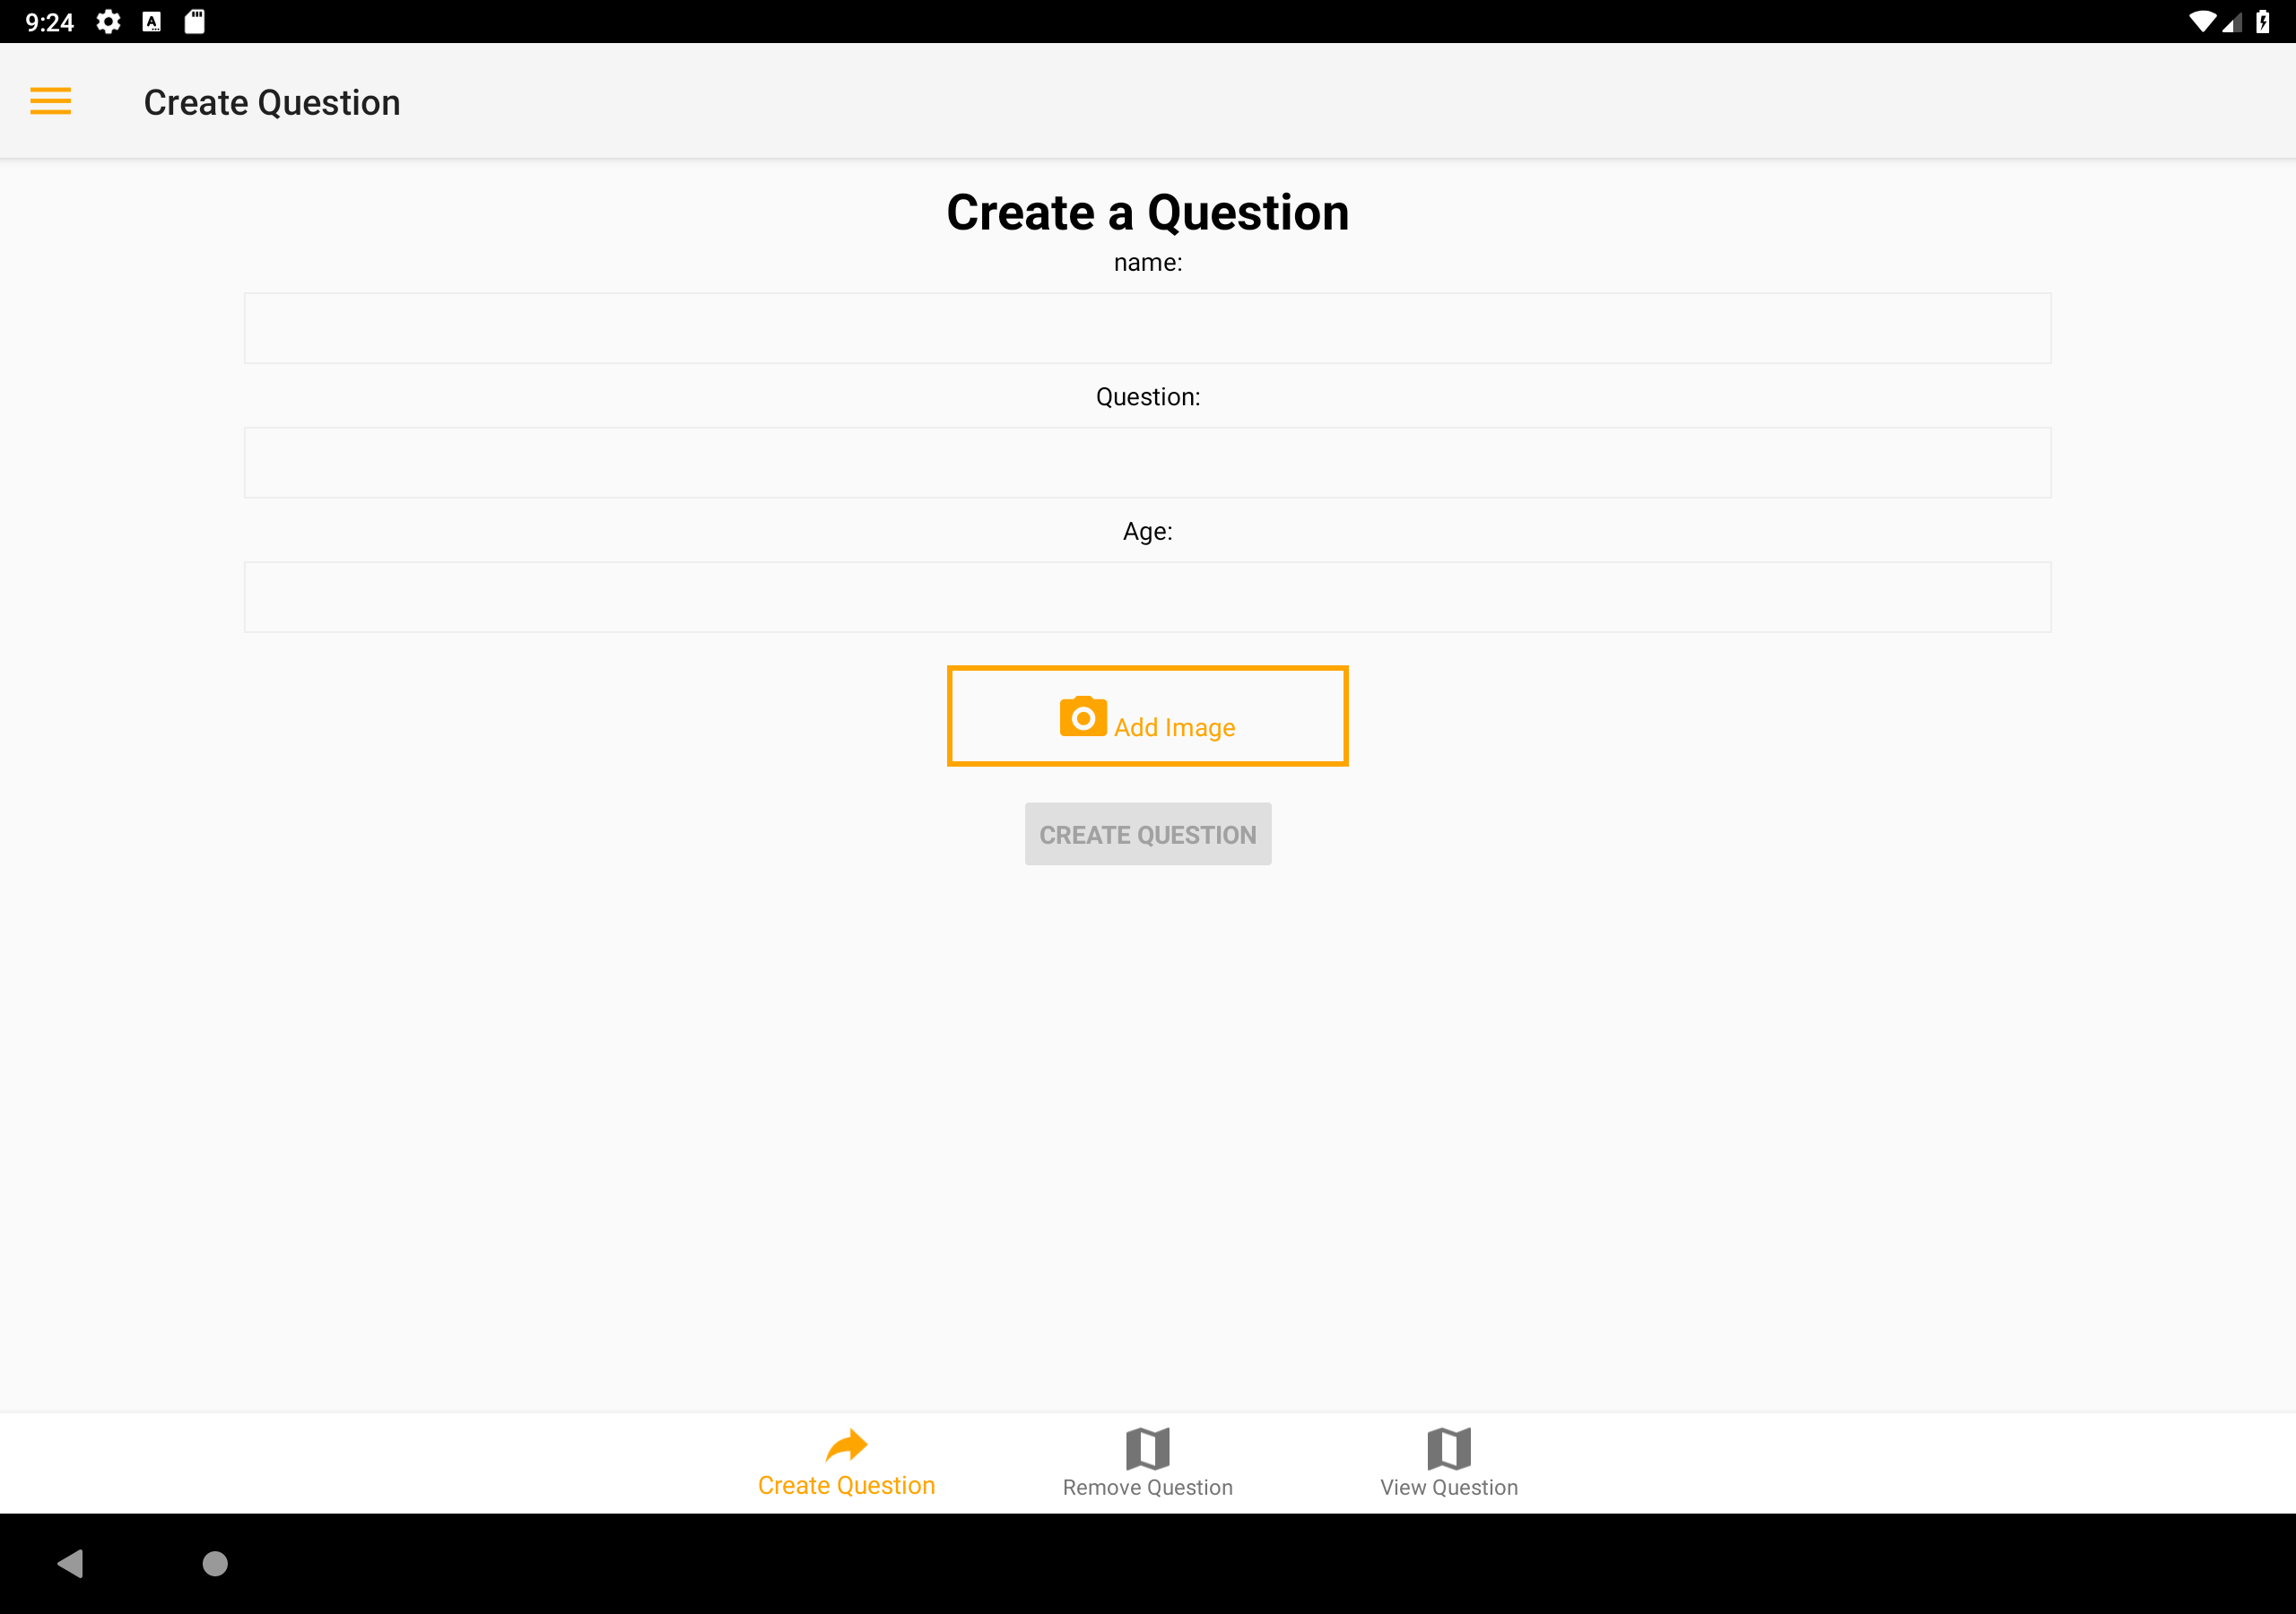 9:24
Create Question
Create a Question
name:
Question:
Age:
Add Image
CREATE QUESTION
Create Question
Remove Question
View Question